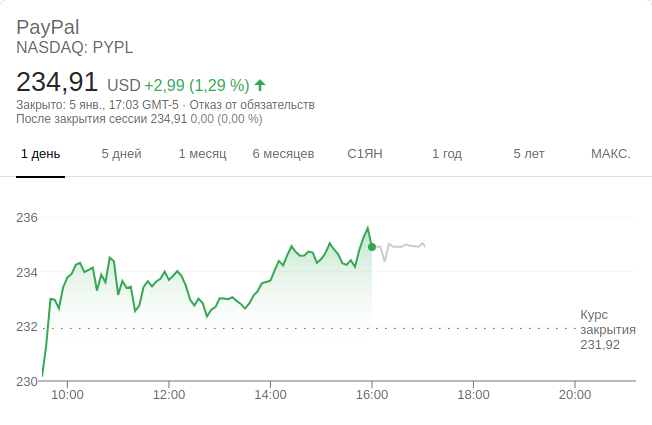 PayPal
NASDAQ: PYPL
234,91 USD +2,99 (1,29 %)
Закрыто: 5 янв., 17:03 GMT-5 · Отказ от обязательств
После закрытия сессии 234,91 0,00 (0,00 %)
1 день 5 дней 1 месяц 6 месяцев С1ЯН 1 год 5 лет МАКС.
236
234
232
230
Курс
закрытия
231,92
10:00 12:00 14:00 16:00 18:00 20:00